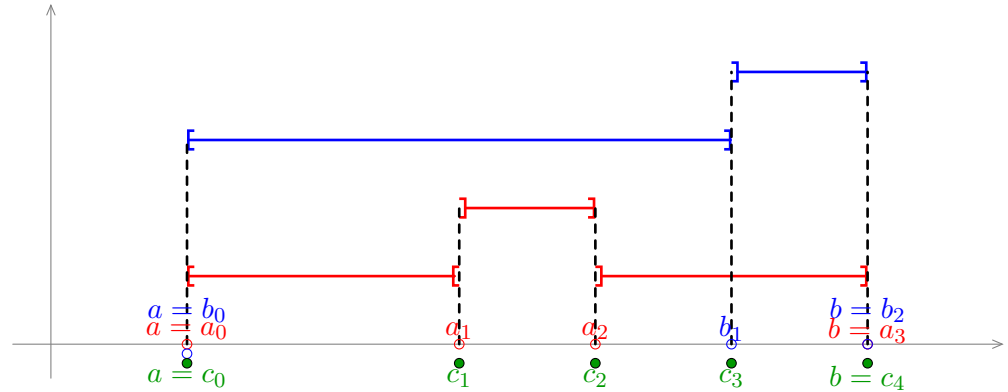 a = b₀ b = b₂
a = a₀ a₁ a₂ b₁ b = a₃
a = c₀ c₁ c₂ c₃ b = c₄